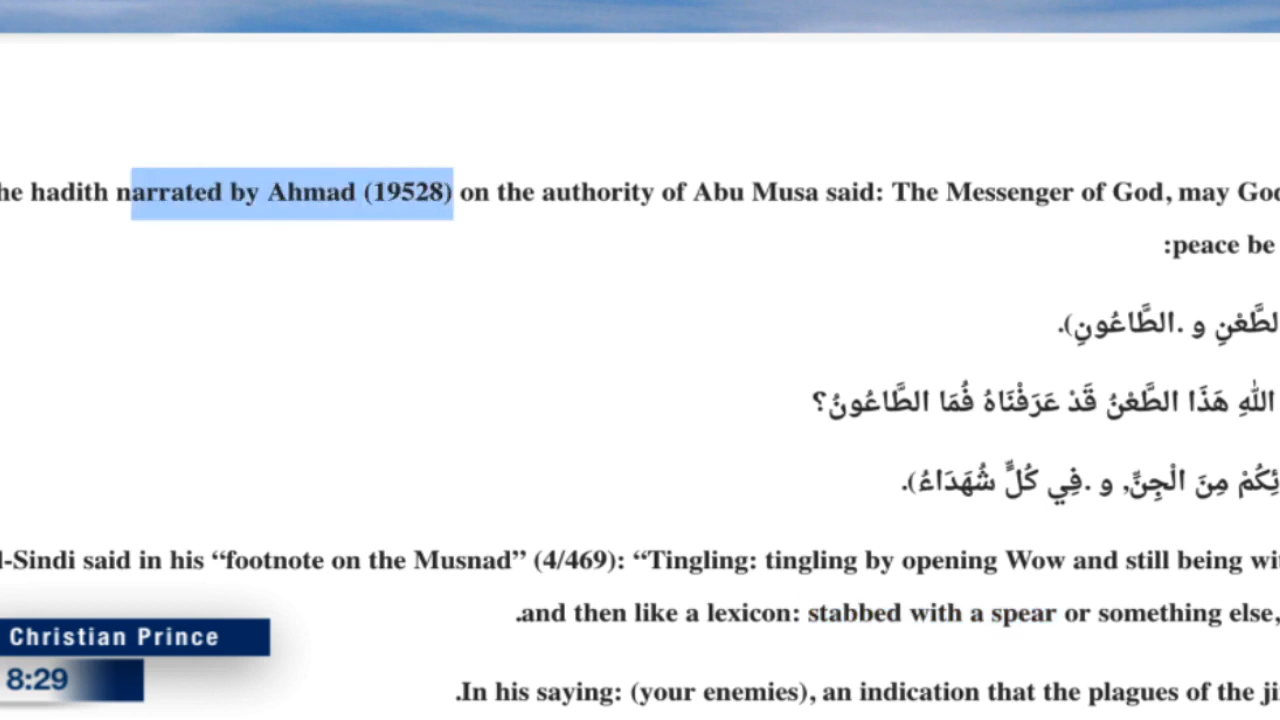 he hadith narrated by Ahmad (19528) on the authority of Abu Musa said: The Messenger of God, may God
:peace be
الطَّعْنِ و .الطَّاعُونِ).
اللهِ هَذَا الطَّعْنُ قَدْ عَرَفْنَاهُ فُمَا الطَّاعُونُ؟
ئِكُمْ مِنَ الْجِنِّ, و .فِي كُلٍّ شُهَدَاءُ).
l-Sindi said in his “footnote on the Musnad” (4/469): “Tingling: tingling by opening Wow and still being wi
.and then like a lexicon: stabbed with a spear or something else,
.In his saying: (your enemies), an indication that the plagues of the ji
Christian Prince
8:29